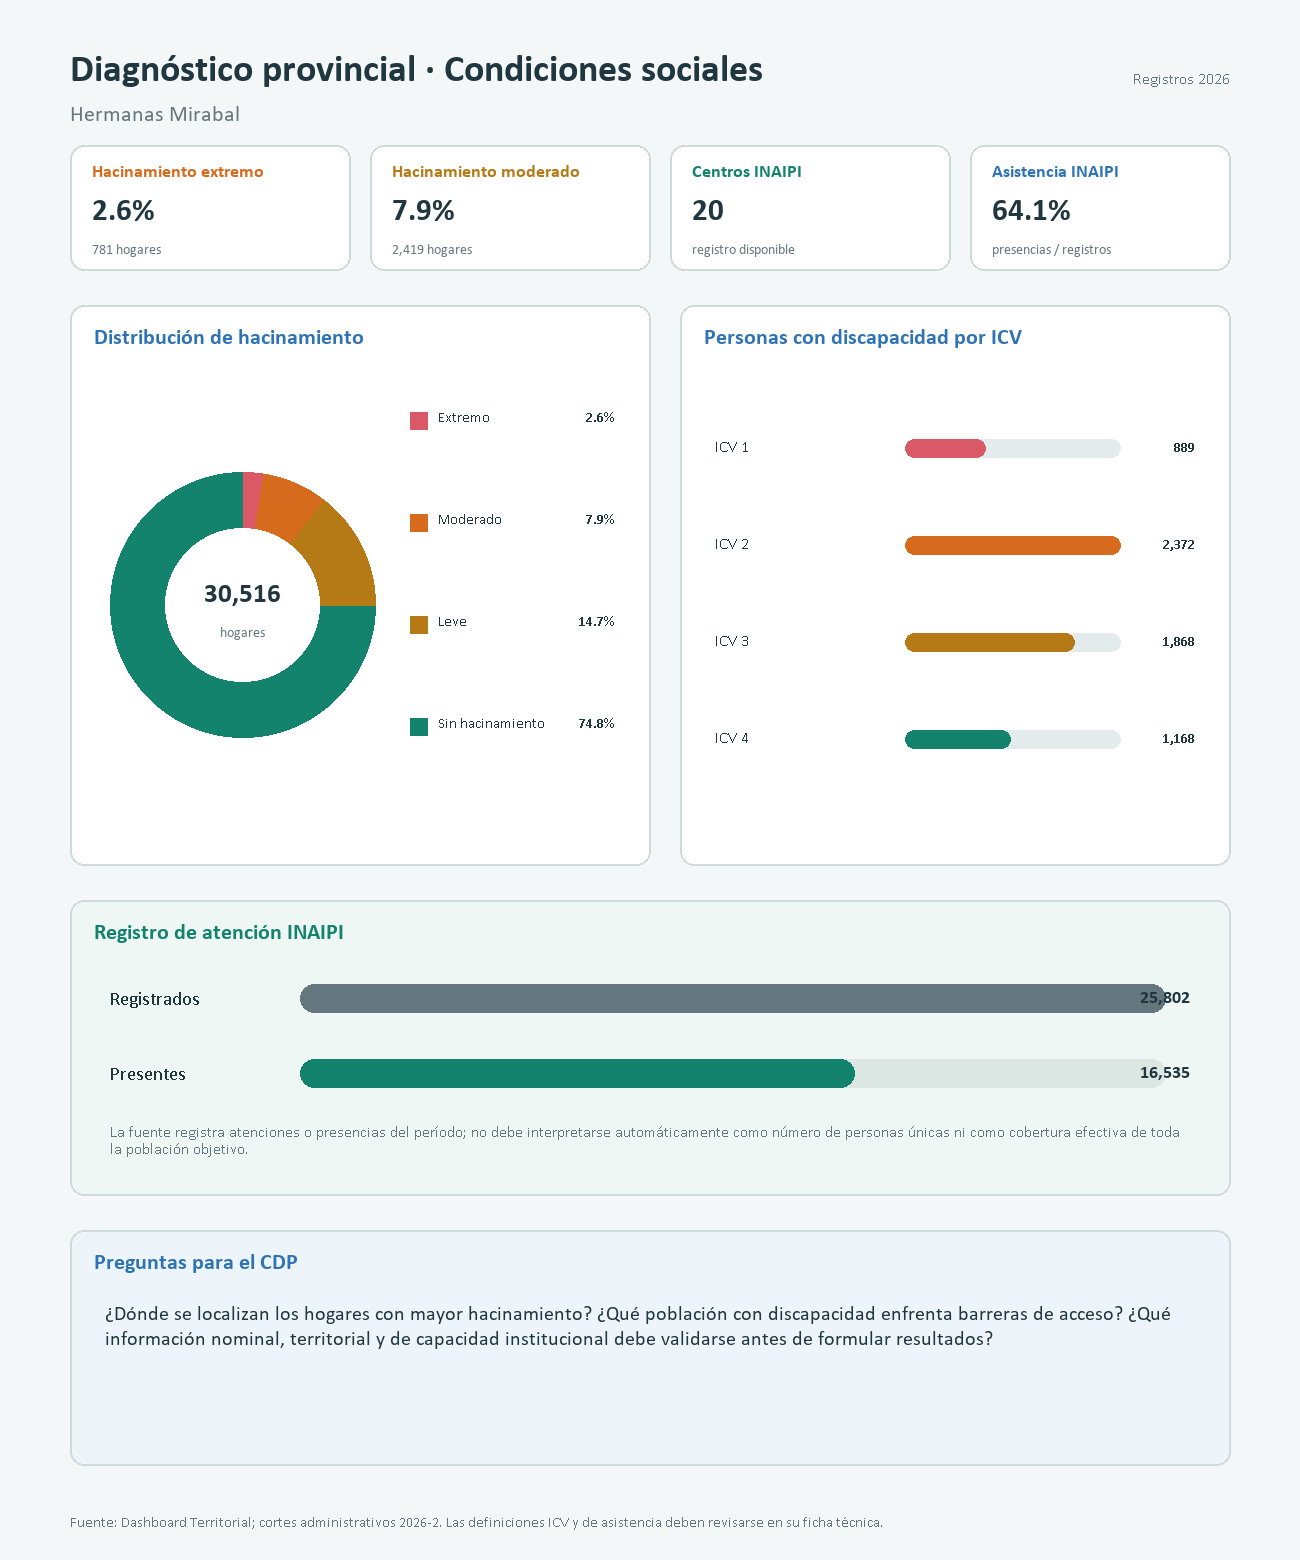 Diagnóstico provincial · Condiciones sociales
Registros 2026
Hermanas Mirabal
Hacinamiento extremo
2.6%
781 hogares
Hacinamiento moderado
7.9%
2,419 hogares
Centros INAIPI
20
registro disponible
Asistencia INAIPI
64.1%
presencias / registros
Distribución de hacinamiento
30,516
hogares
Extremo 2.6%
Moderado 7.9%
Leve 14.7%
Sin hacinamiento 74.8%
Personas con discapacidad por ICV
ICV 1 889
ICV 2 2,372
ICV 3 1,868
ICV 4 1,168
Registro de atención INAIPI
Registrados 25,802
Presentes 16,535
La fuente registra atenciones o presencias del período; no debe interpretarse automáticamente como número de personas únicas ni como cobertura efectiva de toda
la población objetivo.
Preguntas para el CDP
¿Dónde se localizan los hogares con mayor hacinamiento? ¿Qué población con discapacidad enfrenta barreras de acceso? ¿Qué
información nominal, territorial y de capacidad institucional debe validarse antes de formular resultados?
Fuente: Dashboard Territorial; cortes administrativos 2026-2. Las definiciones ICV y de asistencia deben revisarse en su ficha técnica.